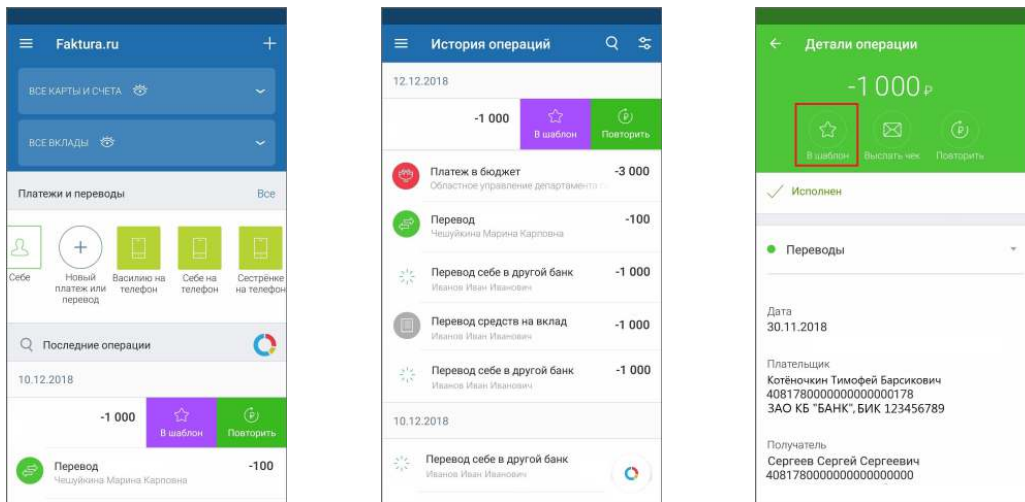 Faktura.ru
ВСЕ КАРТЫ И СЧЕТА
ВСЕ ВКЛАДЫ
Платежи и переводы Все
Себе
Новый платеж или перевод
Василию на телефон
Себе на телефон
Сестрёнке на телефон
Последние операции
10.12.2018
-1 000 В шаблон Повторить
Перевод -100
Чешуйкина Марина Карповна
История операций
12.12.2018
-1 000 В шаблон Повторить
Платеж в бюджет -3 000
Областное управление департамента
Перевод -100
Чешуйкина Марина Карповна
Перевод себе в другой банк -1 000
Иванов Иван Иванович
Перевод средств на вклад -1 000
Иванов Иван Иванович
Перевод себе в другой банк -1 000
Иванов Иван Иванович
10.12.2018
Перевод себе в другой банк
Иванов Иван Иванович
Детали операции
-1 000 ₽
В шаблон Выслать чек Повторить
Исполнен
Переводы
Дата
30.11.2018
Плательщик
Котёночкин Тимофей Барсикович
4081780000000000000178
ЗАО КБ "БАНК", БИК 123456789
Получатель
Сергеев Сергей Сергеевич
4081780000000000000000